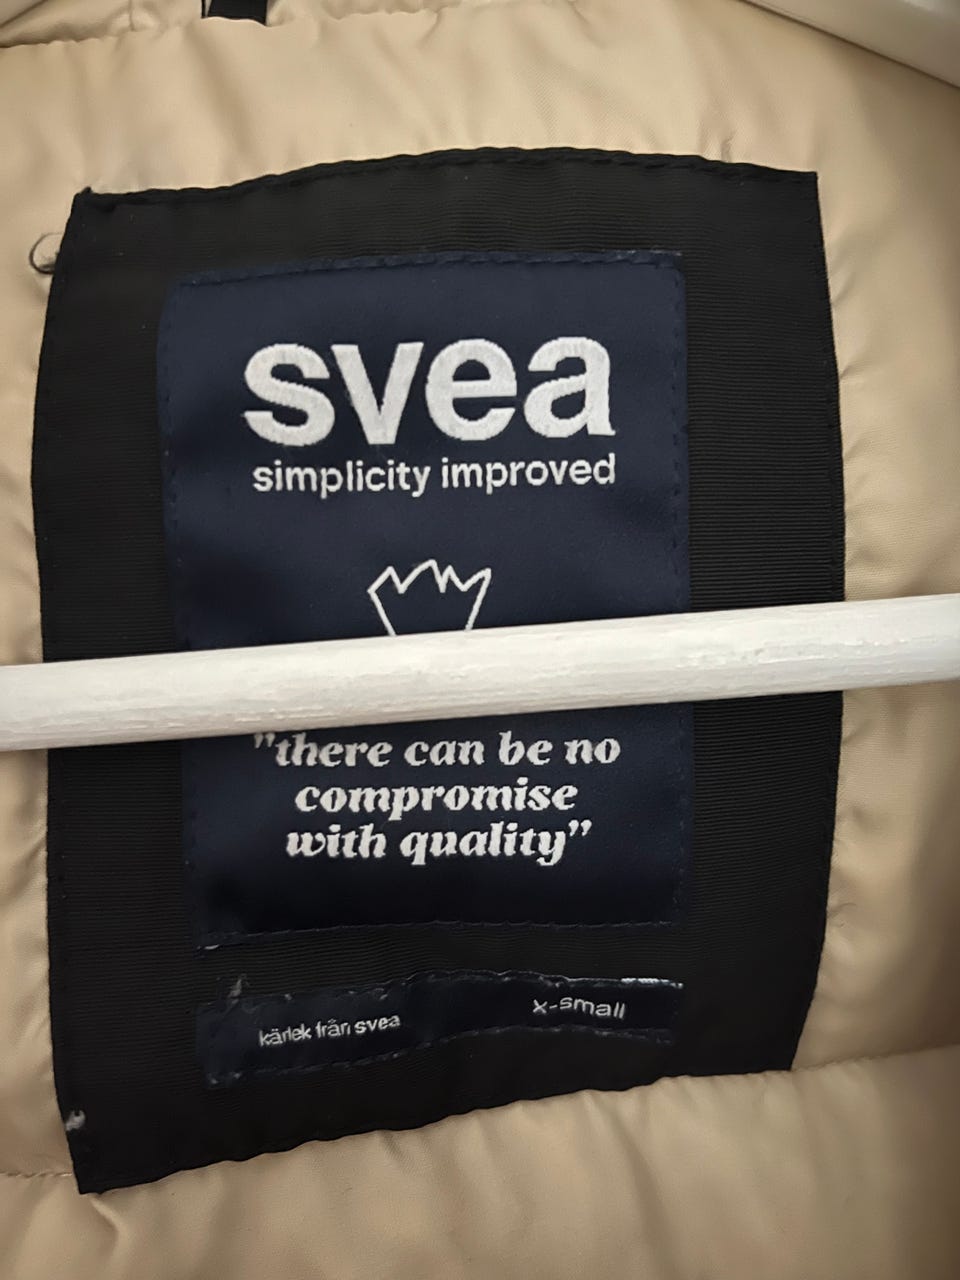 svea
simplicity improved
"there can be no
compromise
with quality"
kärlek från svea
x-small